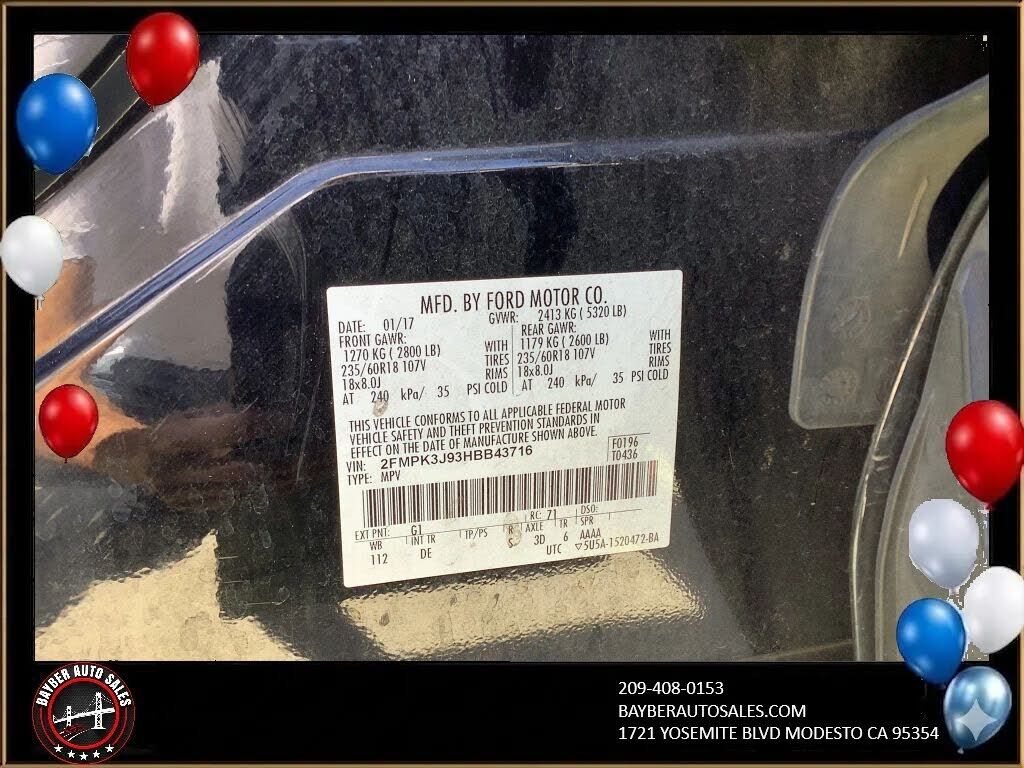 MFD. BY FORD MOTOR CO.
DATE: 01/17 GVWR: 2413 KG ( 5320 LB)
FRONT GAWR: REAR GAWR:
1270 KG ( 2800 LB) WITH 1179 KG ( 2600 LB) WITH
235/60R18 107V TIRES 235/60R18 107V TIRES
18x8.0J RIMS 18x8.0J RIMS
AT 240 kPa/ 35 PSI COLD AT 240 kPa/ 35 PSI COLD
THIS VEHICLE CONFORMS TO ALL APPLICABLE FEDERAL MOTOR
VEHICLE SAFETY AND THEFT PREVENTION STANDARDS IN
EFFECT ON THE DATE OF MANUFACTURE SHOWN ABOVE.
VIN: 2FMPK3J93HBB43716 F0196
TYPE: MPV T0436
EXT PNT: G1 RC: 71 DSO:
WB INT TR TP/PS R AXLE TR SPR
112 DE S 3D 6 AAAA
UTC ▽5U5A-1520472-BA
BAYBER AUTO SALES
209-408-0153
BAYBERAUTOSALES.COM
1721 YOSEMITE BLVD MODESTO CA 95354